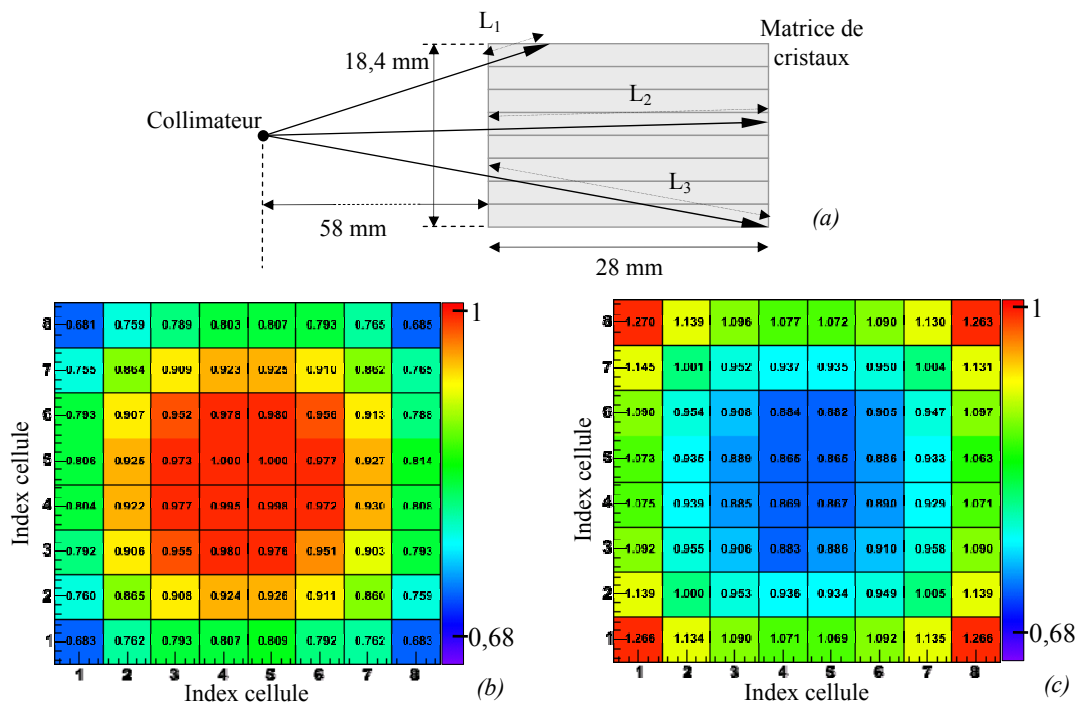 L1
Matrice de
cristaux
18,4 mm
L2
Collimateur
L3
58 mm
(a)
28 mm
8 0.681 0.759 0.789 0.803 0.807 0.793 0.765 0.685
7 0.755 0.864 0.909 0.923 0.925 0.910 0.862 0.765
6 0.793 0.907 0.952 0.976 0.980 0.956 0.913 0.788
5 0.806 0.925 0.973 1.000 1.000 0.977 0.927 0.814
4 0.804 0.922 0.977 0.995 0.998 0.972 0.930 0.808
3 0.792 0.906 0.955 0.980 0.976 0.951 0.903 0.793
2 0.760 0.865 0.908 0.924 0.926 0.911 0.860 0.759
1 0.683 0.762 0.793 0.807 0.809 0.792 0.762 0.683
1 2 3 4 5 6 7 8
Index cellule
Index cellule
1
0,68
(b)
8 1.270 1.139 1.096 1.077 1.072 1.090 1.130 1.263
7 1.145 1.001 0.952 0.937 0.935 0.950 1.004 1.131
6 1.090 0.954 0.908 0.884 0.882 0.905 0.947 1.097
5 1.073 0.935 0.889 0.865 0.865 0.886 0.933 1.063
4 1.075 0.939 0.885 0.869 0.867 0.890 0.929 1.071
3 1.092 0.955 0.906 0.883 0.886 0.910 0.958 1.090
2 1.139 1.000 0.953 0.936 0.934 0.949 1.005 1.139
1 1.266 1.134 1.090 1.071 1.069 1.092 1.135 1.266
1 2 3 4 5 6 7 8
Index cellule
Index cellule
1
0,68
(c)